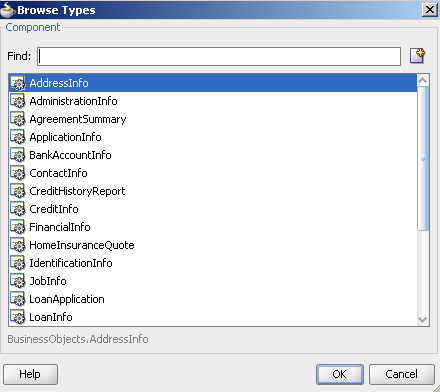 Browse Types
Component
Find:
AddressInfo
AdministrationInfo
AgreementSummary
ApplicationInfo
BankAccountInfo
ContactInfo
CreditHistoryReport
CreditInfo
FinancialInfo
HomeInsuranceQuote
IdentificationInfo
JobInfo
LoanApplication
LoanInfo
BusinessObjects.AddressInfo
Help OK Cancel